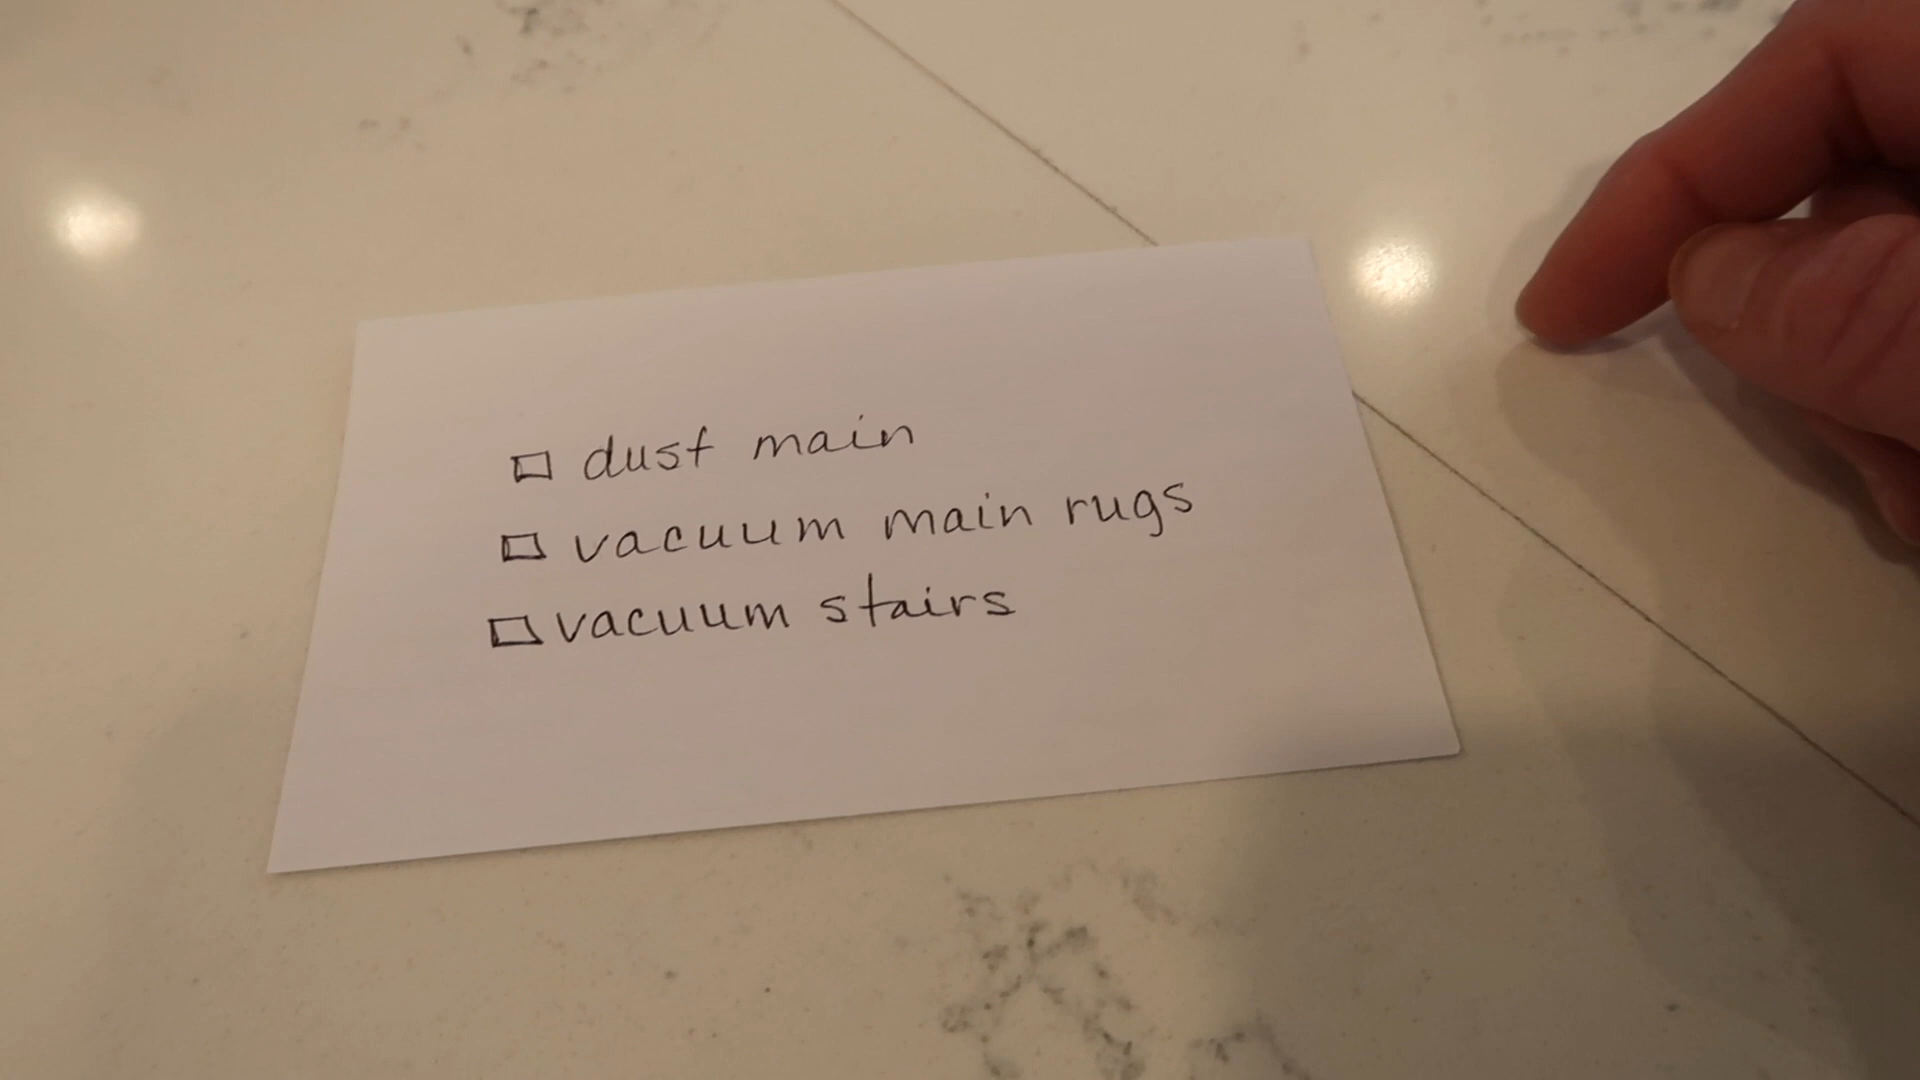 ☐ dust main
☐ vacuum main rugs
☐ vacuum stairs